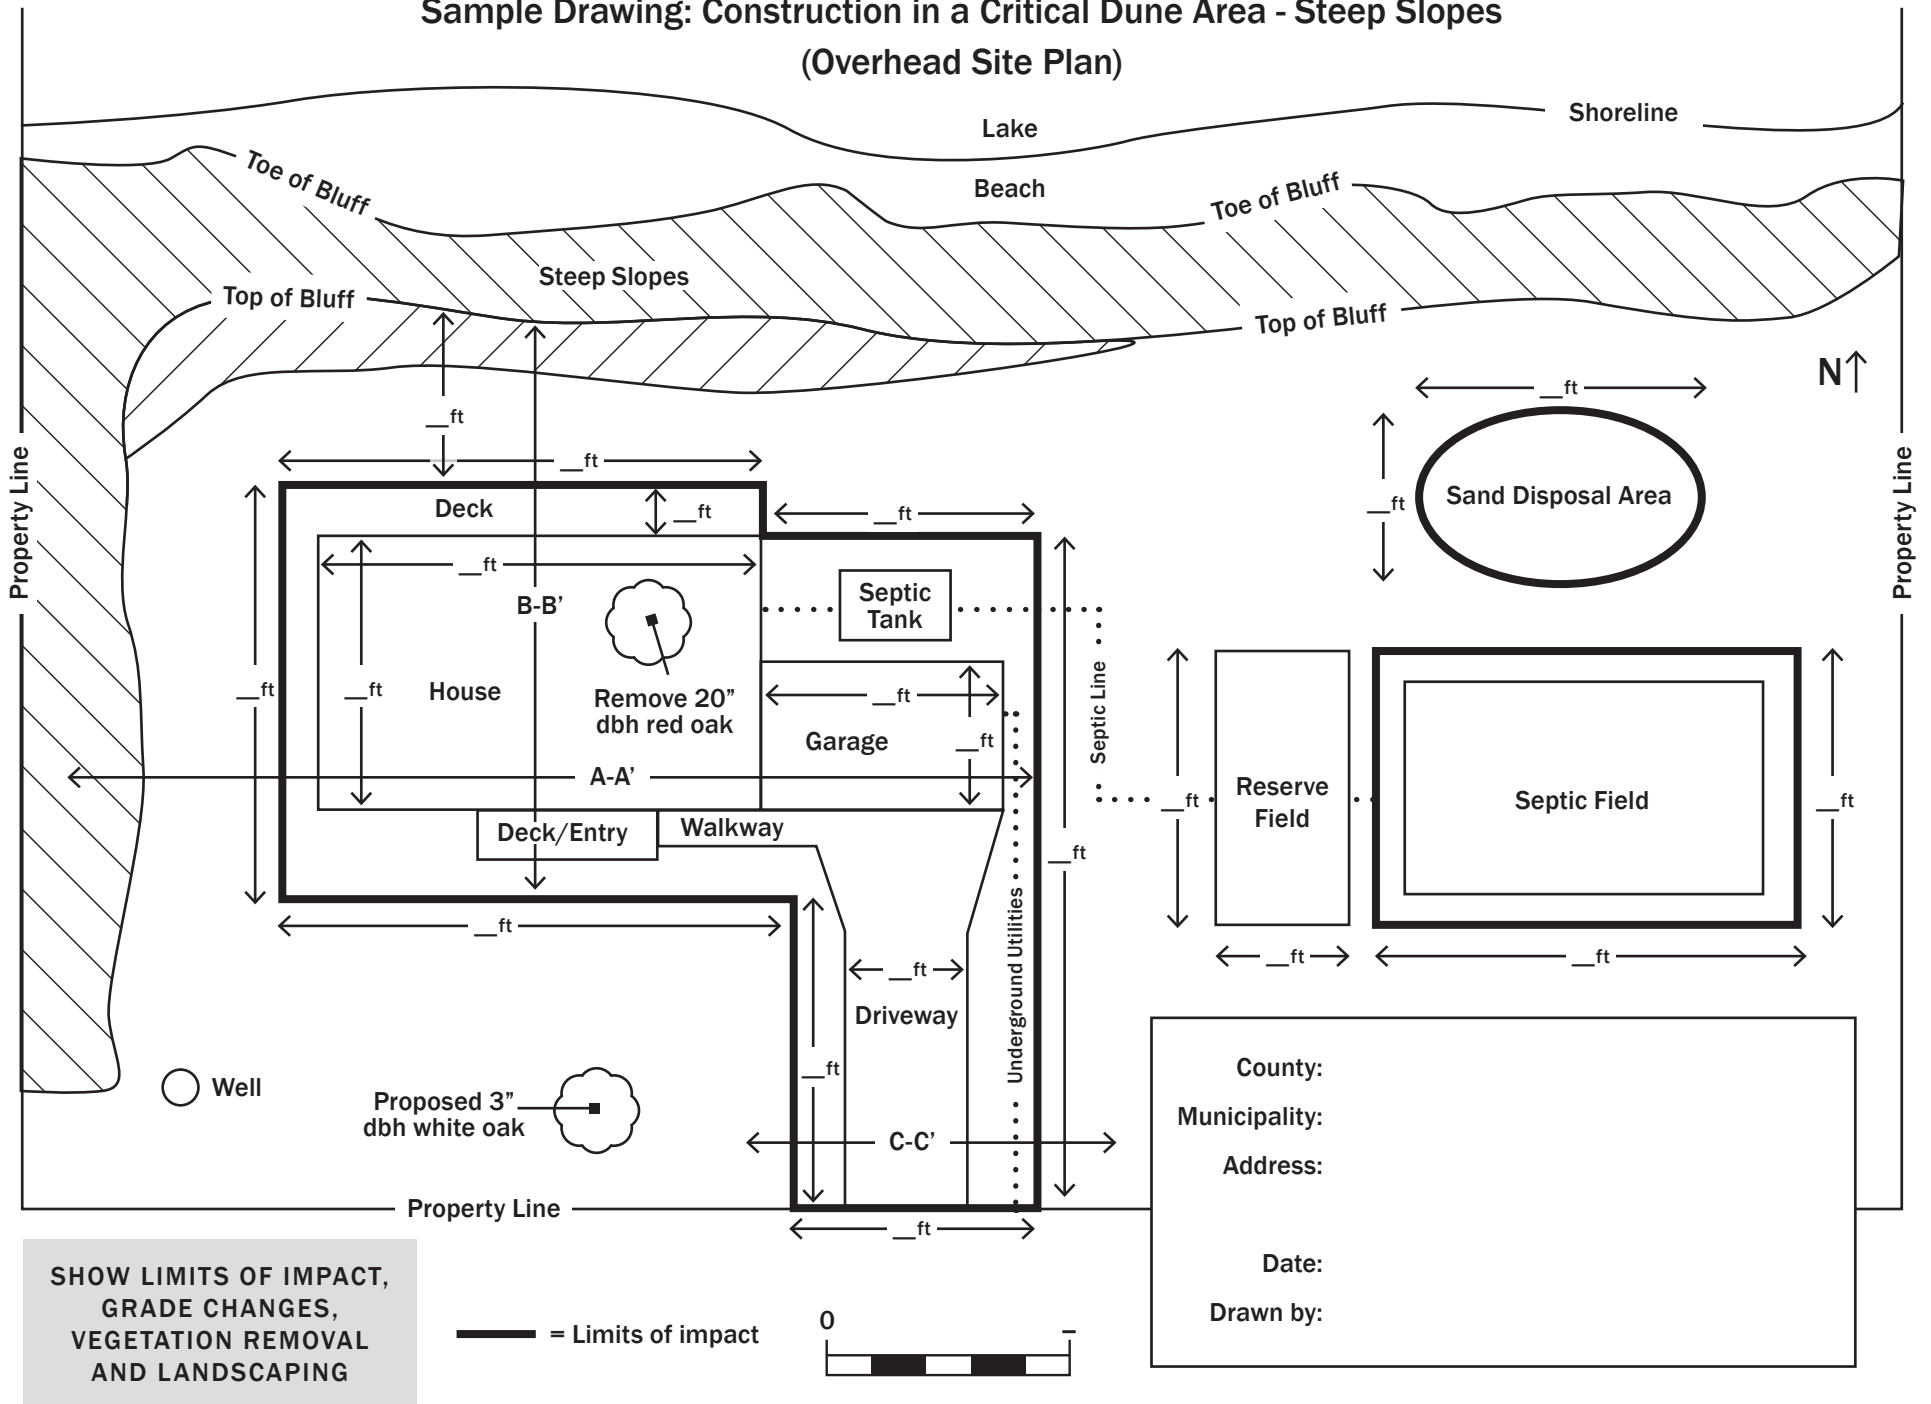 Sample Drawing: Construction in a Critical Dune Area - Steep Slopes
(Overhead Site Plan)
Shoreline
Lake
Beach
Toe of Bluff
Toe of Bluff
Steep Slopes
Top of Bluff
Top of Bluff
N
__ft
__ft
__ft
__ft
Sand Disposal Area
Property Line
Property Line
Deck
__ft
__ft
__ft
B-B’
Septic
Tank
House
__ft
__ft
Remove 20”
dbh red oak
__ft
Garage
__ft
A-A’
Septic Line
__ft
Reserve
Field
Septic Field
__ft
Deck/Entry
Walkway
__ft
__ft
__ft
__ft
__ft
Driveway
Underground Utilities
__ft
Well
Proposed 3”
dbh white oak
C-C’
Property Line
__ft
County:
Municipality:
Address:
Date:
Drawn by:
SHOW LIMITS OF IMPACT,
GRADE CHANGES,
VEGETATION REMOVAL
AND LANDSCAPING
= Limits of impact
0
_